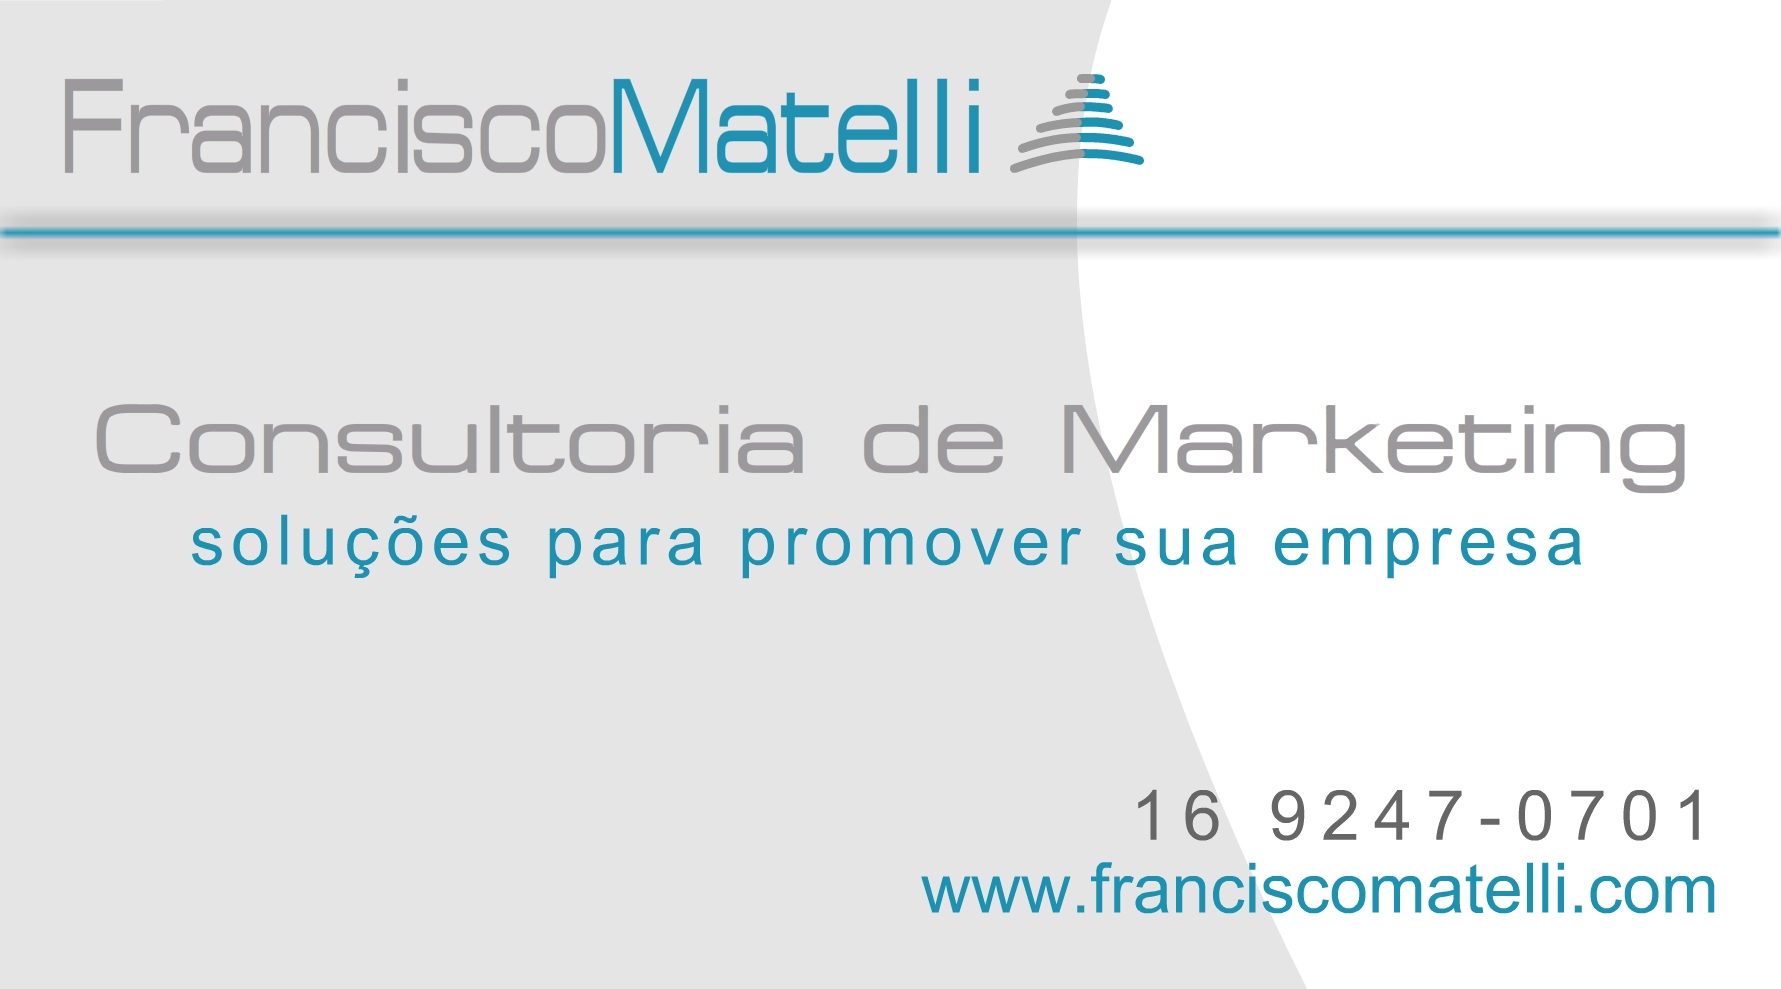 FranciscoMatelli
Consultoria de Marketing
soluções para promover sua empresa
16 9247-0701
www.franciscomatelli.com